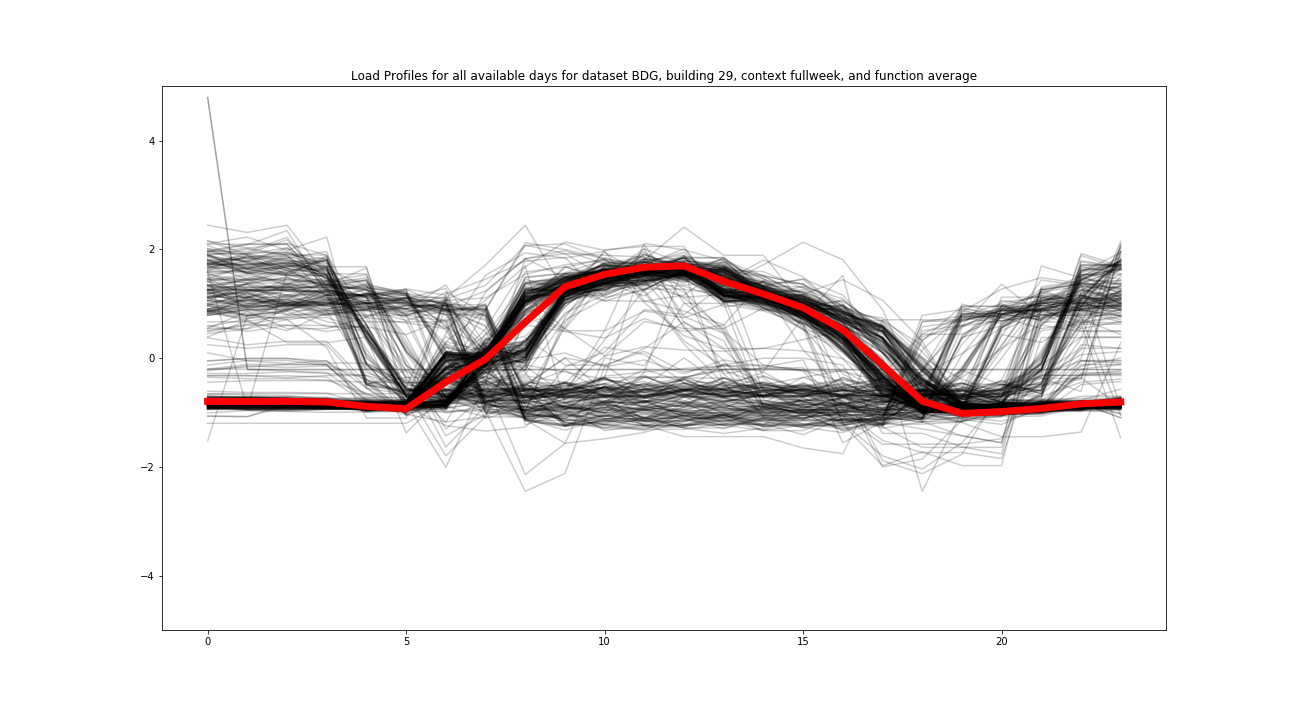 Load Profiles for all available days for dataset BDG, building 29, context fullweek, and function average
4
2
0
−2
−4
0 5 10 15 20